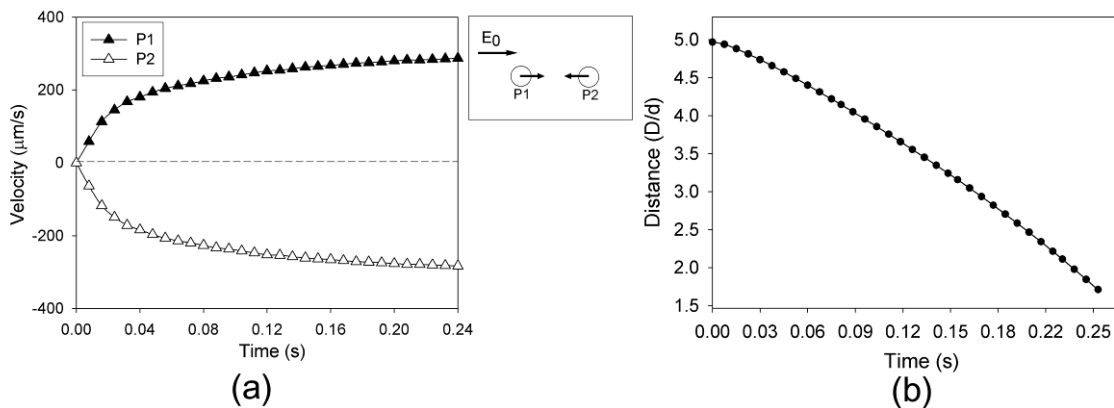 P1
P2
E0
P1
P2
400
200
0
-200
-400
Velocity (μm/s)
0.00 0.04 0.08 0.12 0.16 0.20 0.24
Time (s)
(a)
5.0
4.5
4.0
3.5
3.0
2.5
2.0
1.5
Distance (D/d)
0.00 0.03 0.06 0.09 0.12 0.15 0.18 0.22 0.25
Time (s)
(b)